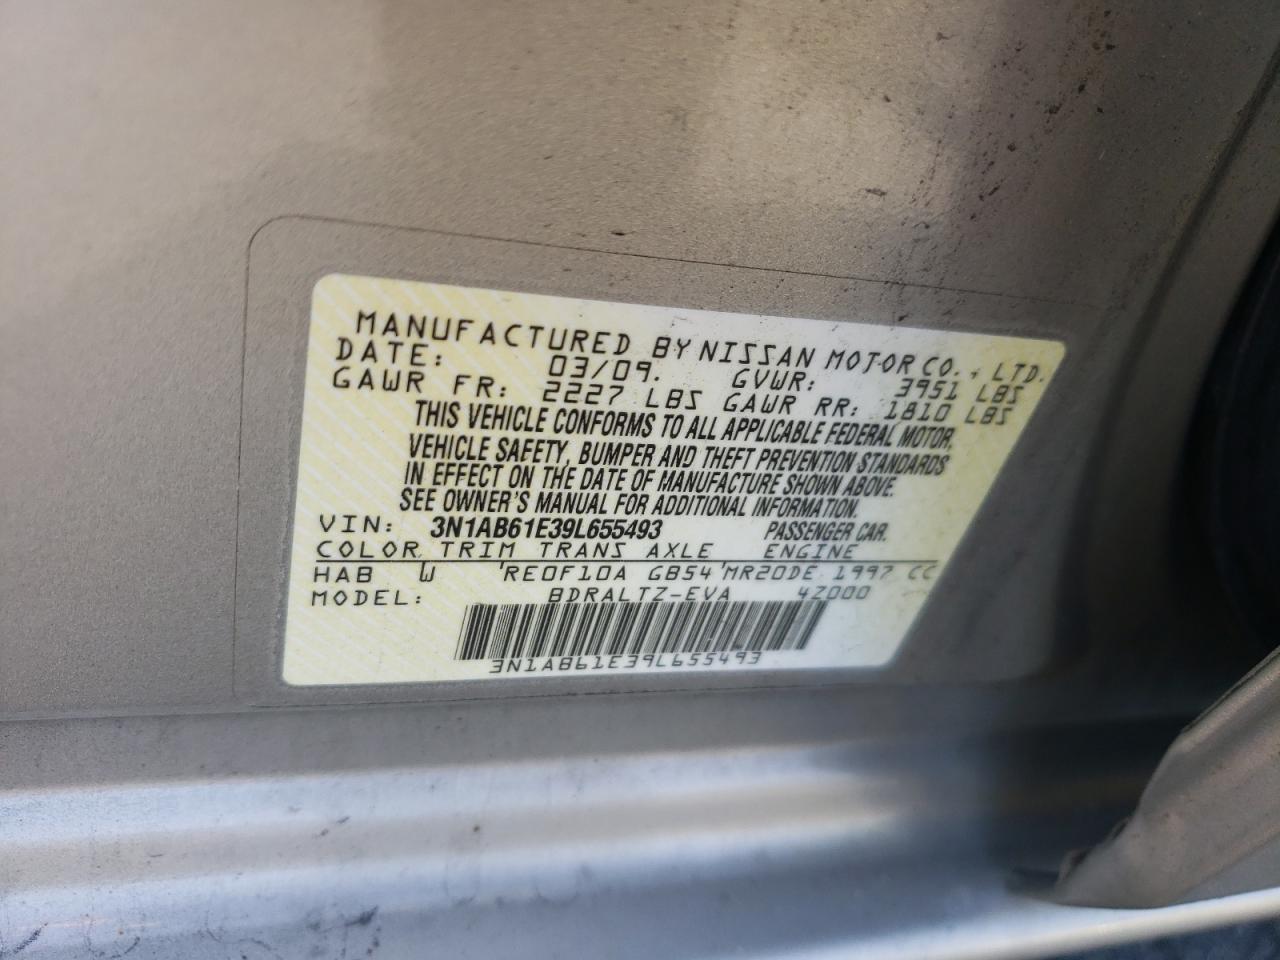 MANUFACTURED BY NISSAN MOTOR CO., LTD.
DATE: 03/09. GVWR: 3951 LBS
GAWR FR: 2227 LBS GAWR RR: 1810 LBS
THIS VEHICLE CONFORMS TO ALL APPLICABLE FEDERAL MOTOR
VEHICLE SAFETY, BUMPER AND THEFT PREVENTION STANDARDS
IN EFFECT ON THE DATE OF MANUFACTURE SHOWN ABOVE.
SEE OWNER'S MANUAL FOR ADDITIONAL INFORMATION.
VIN: 3N1AB61E39L655493 PASSENGER CAR.
COLOR TRIM TRANS AXLE ENGINE
HAB W RE0F10A GB54 MR20DE 1997 CC
MODEL: BDRALTZ-EVA 4Z000
3N1AB61E39L655493